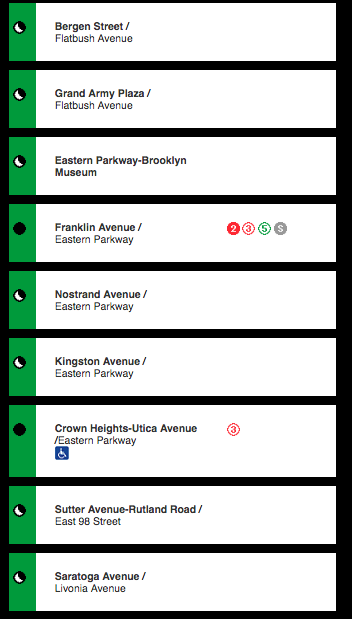 Bergen Street /
Flatbush Avenue
Grand Army Plaza /
Flatbush Avenue
Eastern Parkway-Brooklyn
Museum
Franklin Avenue / 2 3 5 S
Eastern Parkway
Nostrand Avenue /
Eastern Parkway
Kingston Avenue /
Eastern Parkway
Crown Heights-Utica Avenue 3
/Eastern Parkway
Sutter Avenue-Rutland Road /
East 98 Street
Saratoga Avenue /
Livonia Avenue